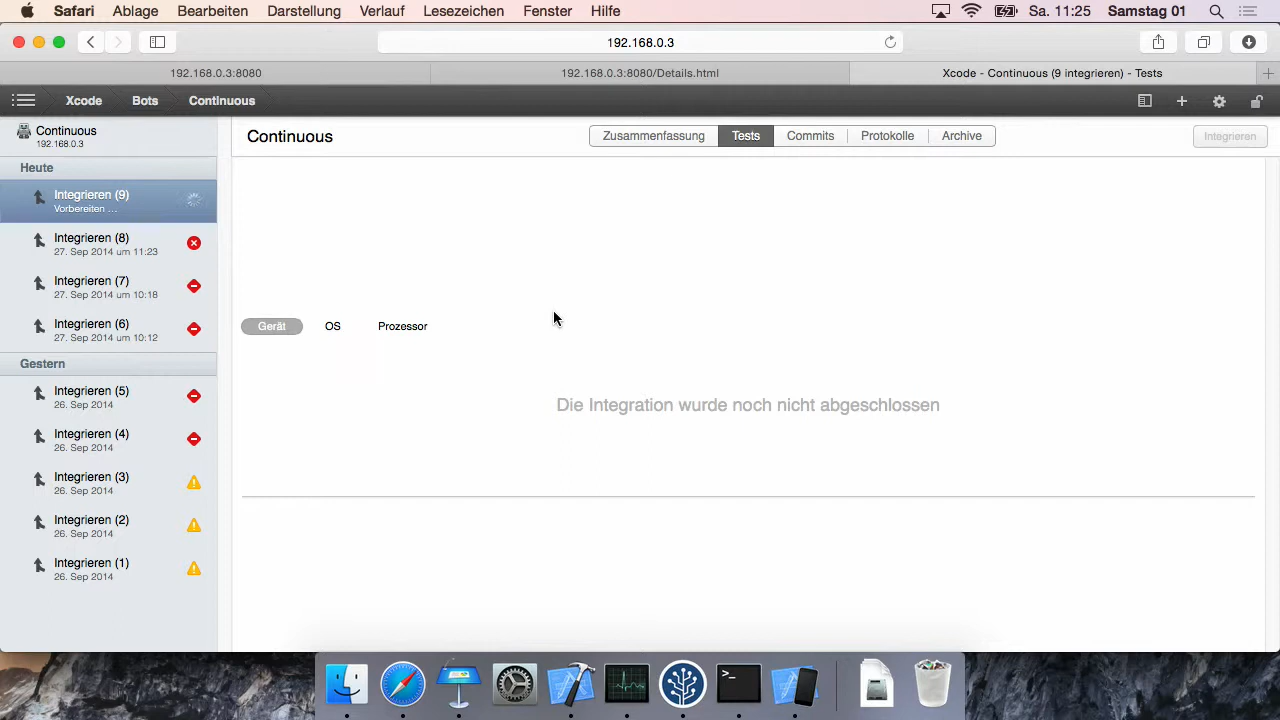 Safari Ablage Bearbeiten Darstellung Verlauf Lesezeichen Fenster Hilfe Sa. 11:25 Samstag 01
192.168.0.3
192.168.0.3:8080 192.168.0.3:8080/Details.html Xcode - Continuous (9 integrieren) - Tests
Xcode Bots Continuous
Continuous
192.168.0.3
Continuous Zusammenfassung Tests Commits Protokolle Archive Integrieren
Heute
Integrieren (9)
Vorbereiten ...
Integrieren (8)
27. Sep 2014 um 11:23
Integrieren (7)
27. Sep 2014 um 10:18
Integrieren (6)
27. Sep 2014 um 10:12
Gestern
Integrieren (5)
26. Sep 2014
Integrieren (4)
26. Sep 2014
Integrieren (3)
26. Sep 2014
Integrieren (2)
26. Sep 2014
Integrieren (1)
26. Sep 2014
Gerät OS Prozessor
Die Integration wurde noch nicht abgeschlossen